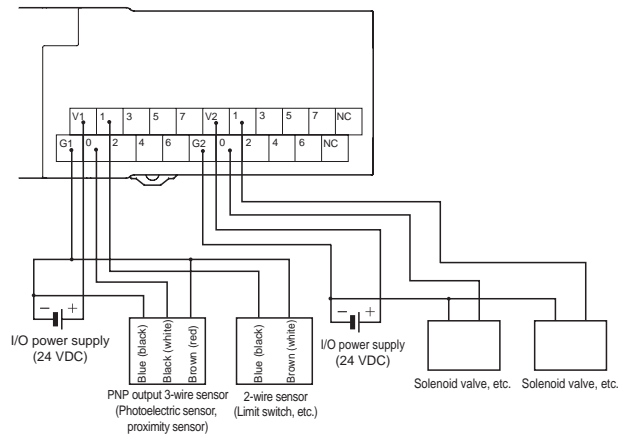 V1 1 3 5 7 V2 1 3 5 7 NC
G1 0 2 4 6 G2 0 2 4 6 NC
− +
I/O power supply
(24 VDC)
Blue (black)
Black (white)
Brown (red)
PNP output 3-wire sensor
(Photoelectric sensor,
proximity sensor)
Blue (black)
Brown (white)
2-wire sensor
(Limit switch, etc.)
− +
I/O power supply
(24 VDC)
Solenoid valve, etc.
Solenoid valve, etc.